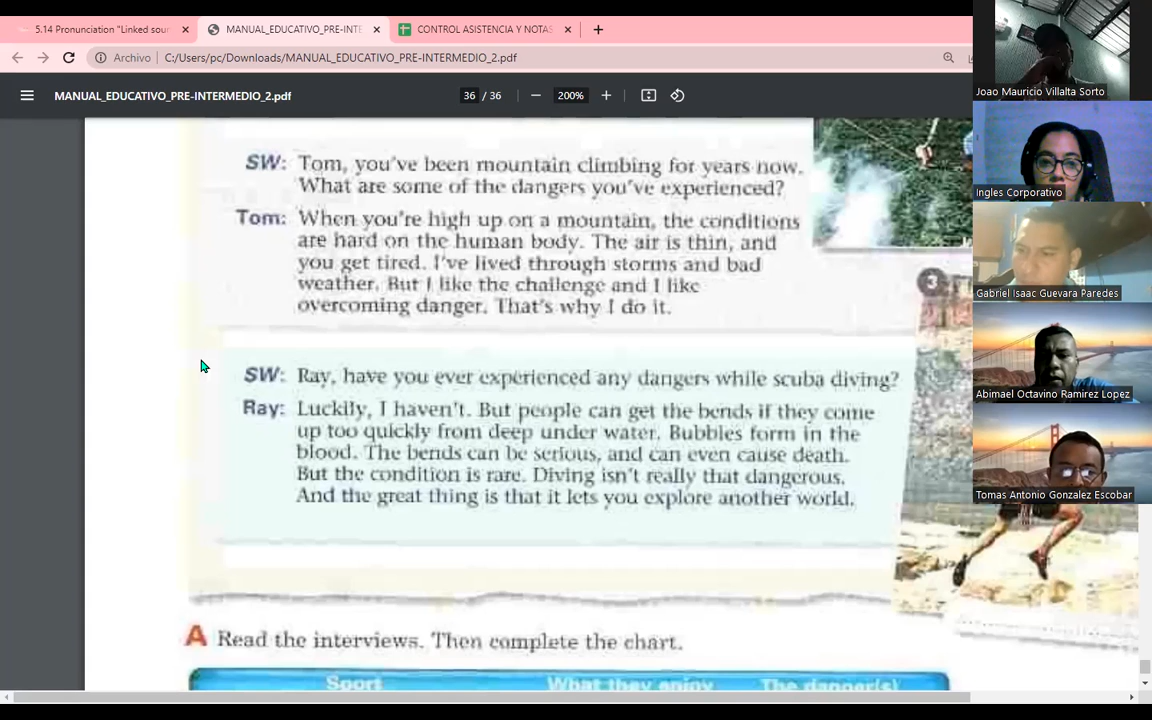 5.14 Pronunciation "Linked sour
MANUAL_EDUCATIVO_PRE-INTE
CONTROL ASISTENCIA Y NOTAS
Archivo
C:/Users/pc/Downloads/MANUAL_EDUCATIVO_PRE-INTERMEDIO_2.pdf
MANUAL_EDUCATIVO_PRE-INTERMEDIO_2.pdf
36 / 36
200%
SW: Tom, you've been mountain climbing for years now.
What are some of the dangers you've experienced?
Tom: When you're high up on a mountain, the conditions
are hard on the human body. The air is thin, and
you get tired. I've lived through storms and bad
weather. But I like the challenge and I like
overcoming danger. That's why I do it.
3
SW: Ray, have you ever experienced any dangers while scuba diving?
Ray: Luckily, I haven't. But people can get the bends if they come
up too quickly from deep under water. Bubbles form in the
blood. The bends can be serious, and can even cause death.
But the condition is rare. Diving isn't really that dangerous.
And the great thing is that it lets you explore another world.
A Read the interviews. Then complete the chart.
Sport What they enjoy The danger(s)
Joao Mauricio Villalta Sorto
Ingles Corporativo
Gabriel Isaac Guevara Paredes
Abimael Octavino Ramirez Lopez
Tomas Antonio Gonzalez Escobar